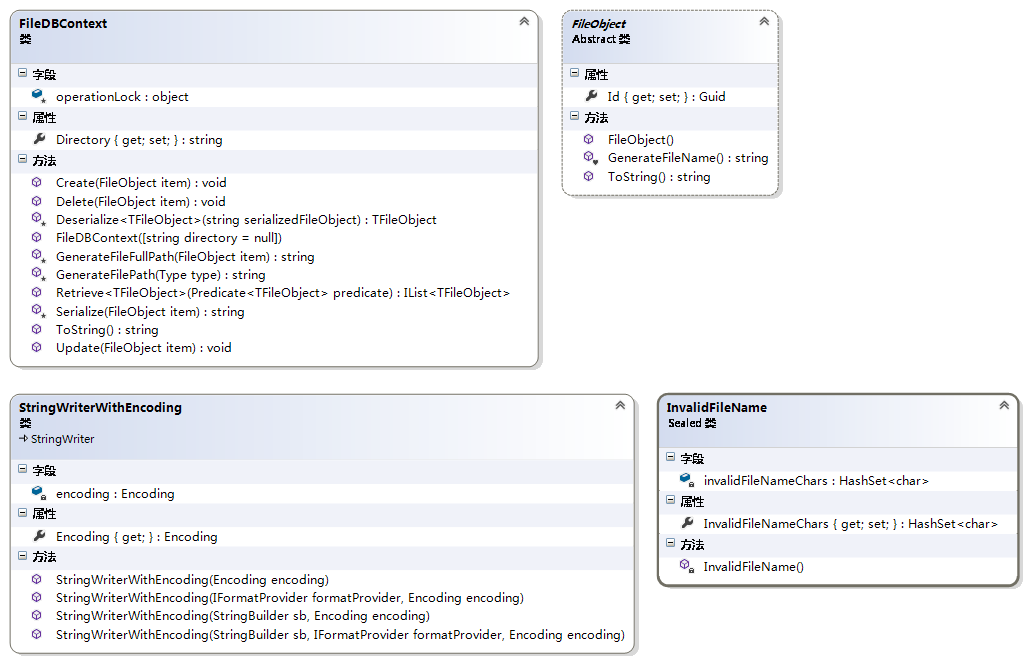 FileDBContext
类
字段
operationLock : object
属性
Directory { get; set; } : string
方法
Create(FileObject item) : void
Delete(FileObject item) : void
Deserialize<TFileObject>(string serializedFileObject) : TFileObject
FileDBContext([string directory = null])
GenerateFileFullPath(FileObject item) : string
GenerateFilePath(Type type) : string
Retrieve<TFileObject>(Predicate<TFileObject> predicate) : IList<TFileObject>
Serialize(FileObject item) : string
ToString() : string
Update(FileObject item) : void
FileObject
Abstract 类
属性
Id { get; set; } : Guid
方法
FileObject()
GenerateFileName() : string
ToString() : string
StringWriterWithEncoding
类
StringWriter
字段
encoding : Encoding
属性
Encoding { get; } : Encoding
方法
StringWriterWithEncoding(Encoding encoding)
StringWriterWithEncoding(IFormatProvider formatProvider, Encoding encoding)
StringWriterWithEncoding(StringBuilder sb, Encoding encoding)
StringWriterWithEncoding(StringBuilder sb, IFormatProvider formatProvider, Encoding encoding)
InvalidFileName
Sealed 类
字段
invalidFileNameChars : HashSet<char>
属性
InvalidFileNameChars { get; set; } : HashSet<char>
方法
InvalidFileName()